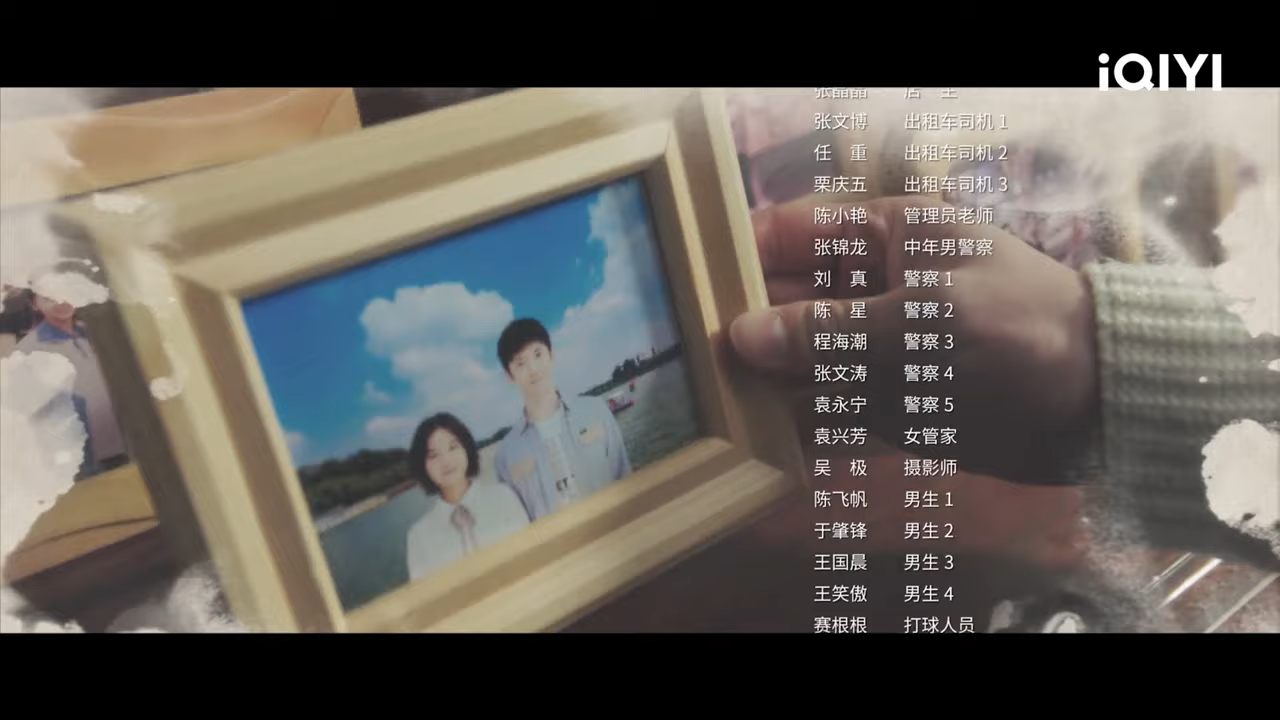 iQIYI
张晶晶 店 主
张文博 出租车司机 1
任 重 出租车司机 2
栗庆五 出租车司机 3
陈小艳 管理员老师
张锦龙 中年男警察
刘 真 警察 1
陈 星 警察 2
程海潮 警察 3
张文涛 警察 4
袁永宁 警察 5
袁兴芳 女管家
吴 极 摄影师
陈飞帆 男生 1
于肇锋 男生 2
王国晨 男生 3
王笑傲 男生 4
赛根根 打球人员